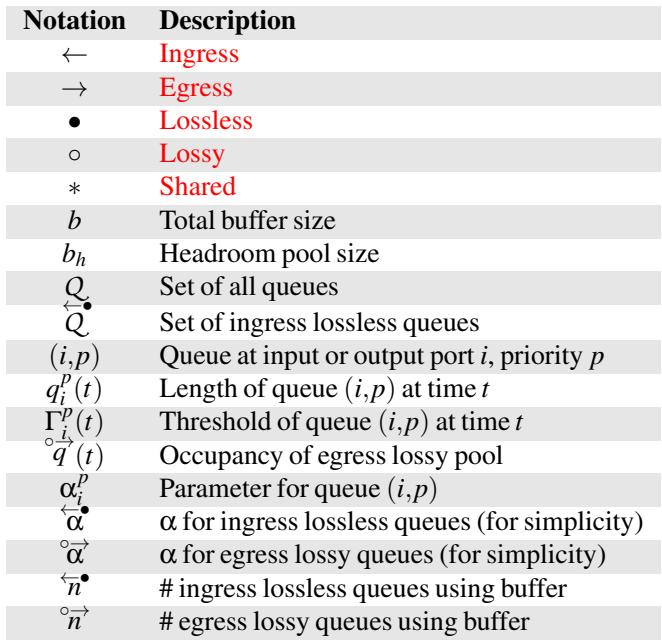 Notation Description
← Ingress
→ Egress
● Lossless
○ Lossy
∗ Shared
b Total buffer size
b_h Headroom pool size
Q Set of all queues
Q⃖^● Set of ingress lossless queues
(i,p) Queue at input or output port i, priority p
q_i^p(t) Length of queue (i,p) at time t
Γ_i^p(t) Threshold of queue (i,p) at time t
°q⃗(t) Occupancy of egress lossy pool
α_i^p Parameter for queue (i,p)
α⃖^● α for ingress lossless queues (for simplicity)
°α⃗ α for egress lossy queues (for simplicity)
n⃖^● # ingress lossless queues using buffer
°n⃗ # egress lossy queues using buffer